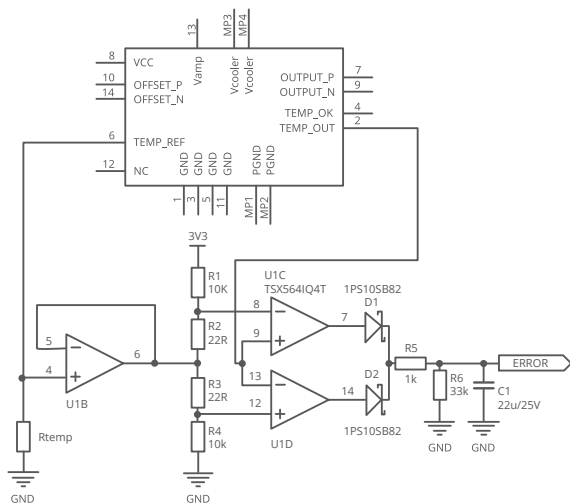 13
MP3
MP4
8
VCC
Vamp
Vcooler
Vcooler
10
OFFSET_P
OUTPUT_P
7
14
OFFSET_N
OUTPUT_N
9
TEMP_OK
4
6
TEMP_REF
TEMP_OUT
2
12
NC
GND
GND
GND
GND
PGND
PGND
1
3
5
11
MP1
MP2
3V3
R1
10K
U1C
TSX564IQ4T
1PS10SB82
D1
8
7
9
R2
22R
5
6
4
U1B
R5
1k
ERROR
R3
22R
13
12
14
D2
R6
33k
C1
22u/25V
R4
10k
U1D
1PS10SB82
Rtemp
GND
GND
GND
GND